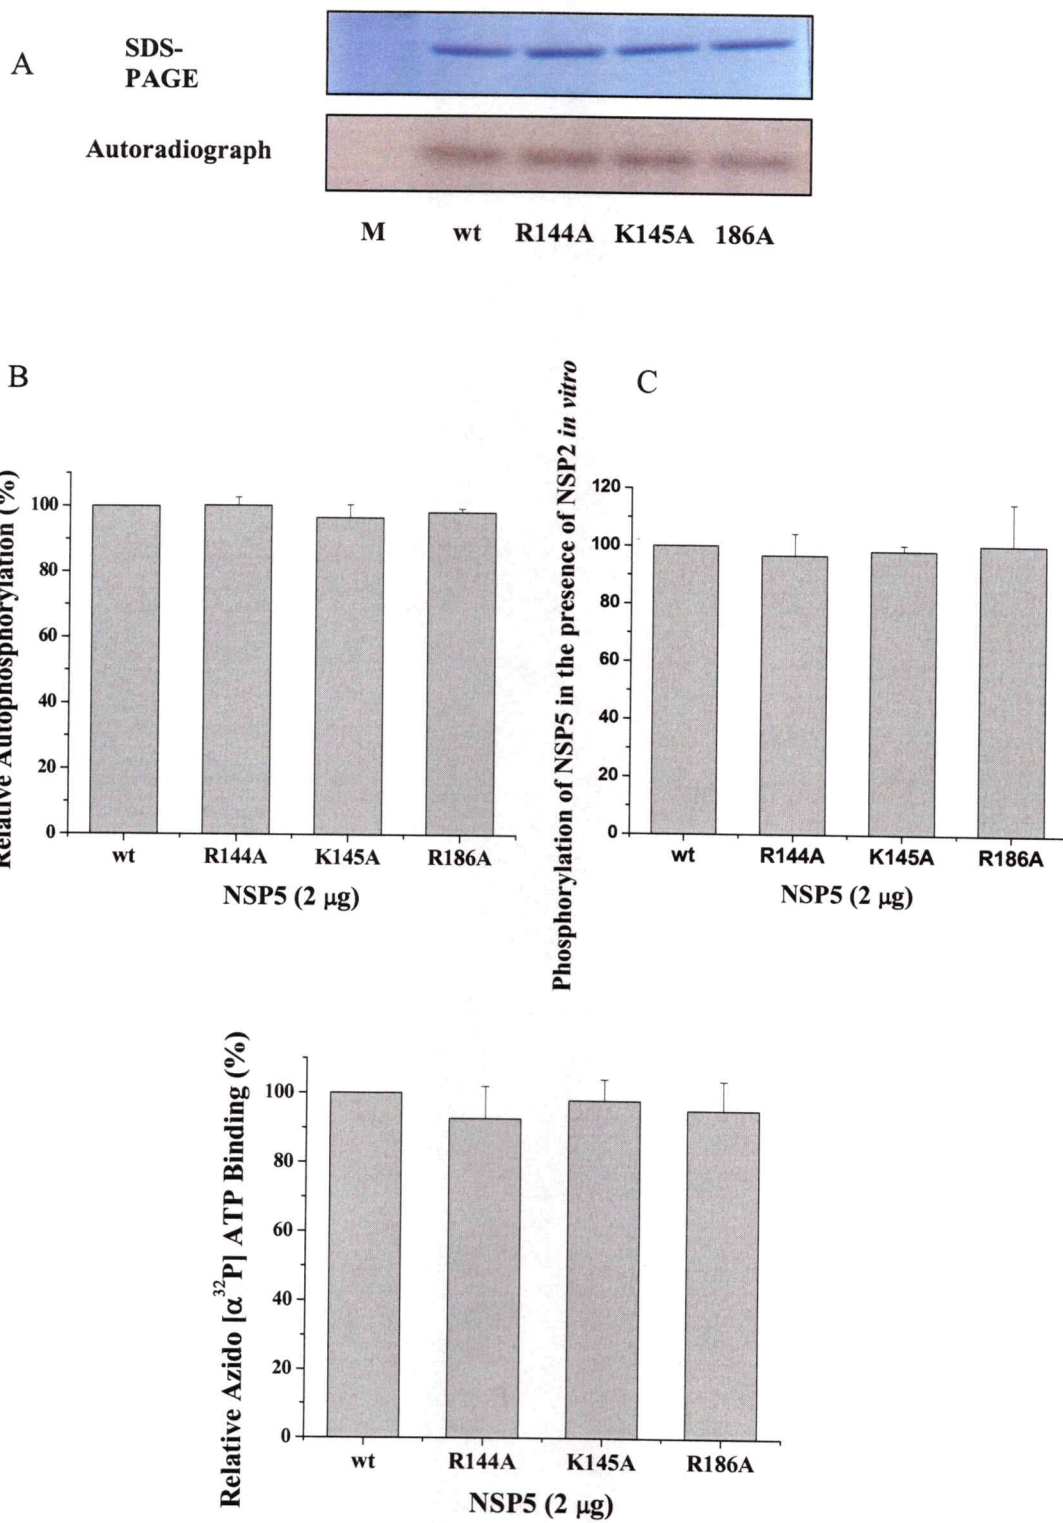 A
SDS-
PAGE
Autoradiograph
M wt R144A K145A 186A
B
Relative Autophosphorylation (%)
100
80
60
40
20
0
wt R144A K145A R186A
NSP5 (2 µg)
C
Phosphorylation of NSP5 in the presence of NSP2 in vitro
120
100
80
60
40
20
0
wt R144A K145A R186A
NSP5 (2 µg)
Relative Azido [α³²P] ATP Binding (%)
100
80
60
40
20
0
wt R144A K145A R186A
NSP5 (2 µg)